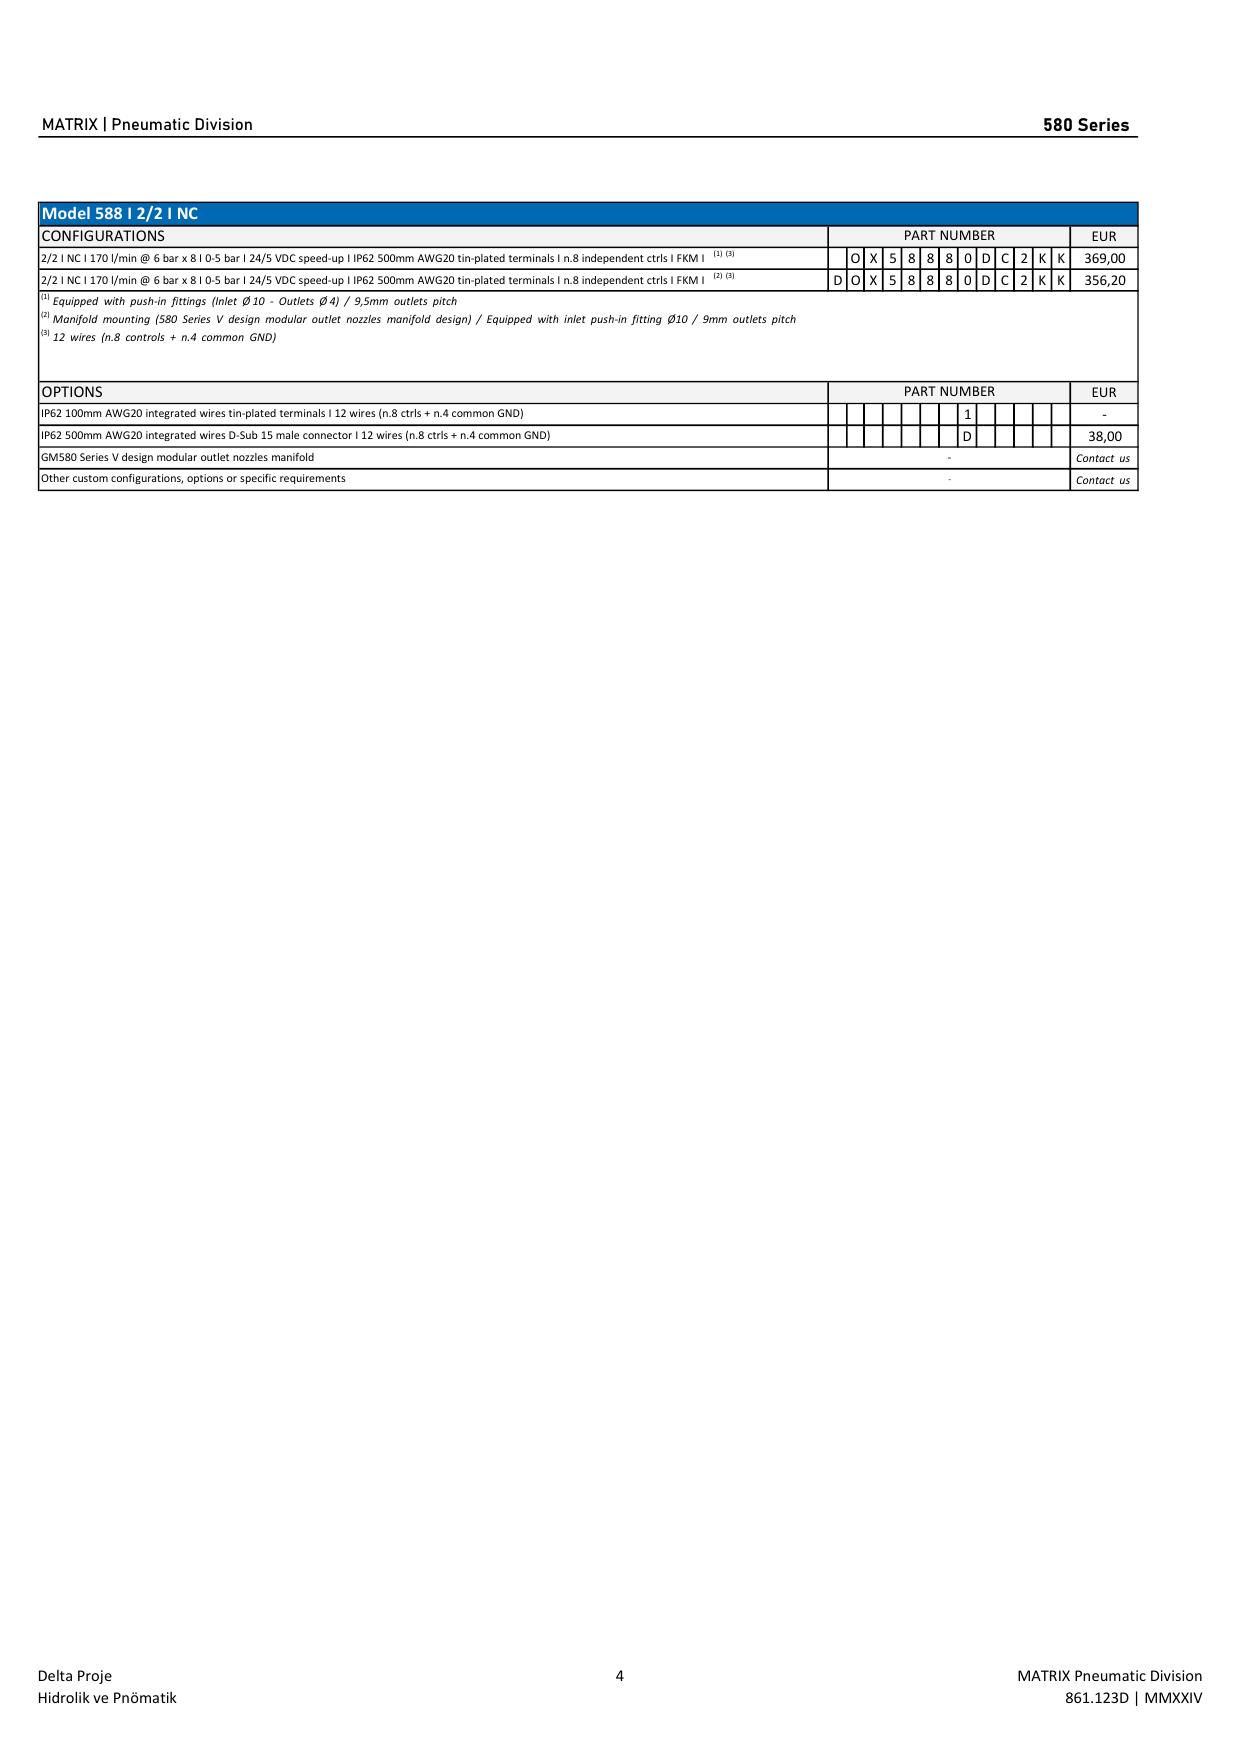 MATRIX | Pneumatic Division 580 Series
Model 588 I 2/2 I NC
CONFIGURATIONS PART NUMBER EUR
2/2 I NC I 170 l/min @ 6 bar x 8 I 0-5 bar I 24/5 VDC speed-up I IP62 500mm AWG20 tin-plated terminals I n.8 independent ctrls I FKM I (1) (3) O X 5 8 8 8 0 D C 2 K K 369,00
2/2 I NC I 170 l/min @ 6 bar x 8 I 0-5 bar I 24/5 VDC speed-up I IP62 500mm AWG20 tin-plated terminals I n.8 independent ctrls I FKM I (2) (3) D O X 5 8 8 8 0 D C 2 K K 356,20
(1) Equipped with push-in fittings (Inlet Ø 10 - Outlets Ø 4) / 9,5mm outlets pitch
(2) Manifold mounting (580 Series V design modular outlet nozzles manifold design) / Equipped with inlet push-in fitting Ø10 / 9mm outlets pitch
(3) 12 wires (n.8 controls + n.4 common GND)
OPTIONS PART NUMBER EUR
IP62 100mm AWG20 integrated wires tin-plated terminals I 12 wires (n.8 ctrls + n.4 common GND) 1 -
IP62 500mm AWG20 integrated wires D-Sub 15 male connector I 12 wires (n.8 ctrls + n.4 common GND) D 38,00
GM580 Series V design modular outlet nozzles manifold - Contact us
Other custom configurations, options or specific requirements - Contact us
Delta Proje 4 MATRIX Pneumatic Division
Hidrolik ve Pnömatik 861.123D | MMXXIV